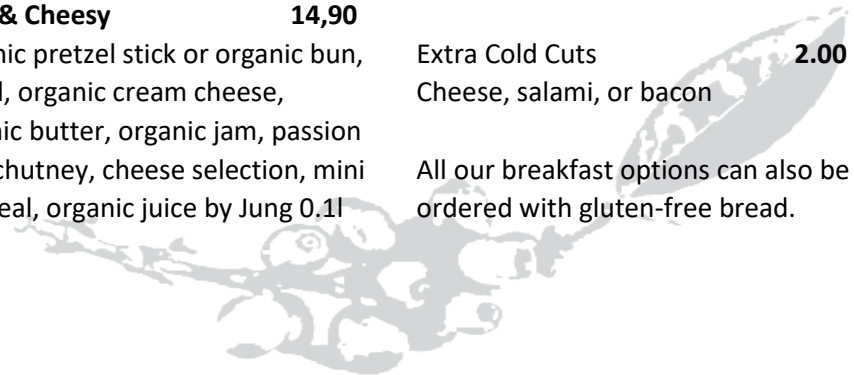 & Cheesy 14,90
nic pretzel stick or organic bun,
l, organic cream cheese,
nic butter, organic jam, passion
chutney, cheese selection, mini
eal, organic juice by Jung 0.1l
Extra Cold Cuts 2.00
Cheese, salami, or bacon
All our breakfast options can also be
ordered with gluten-free bread.